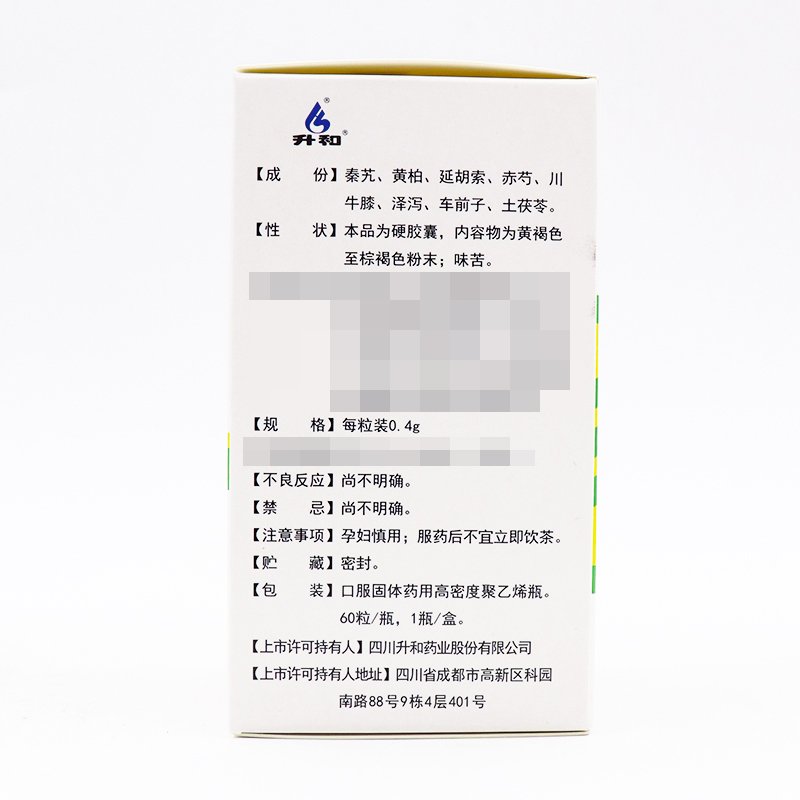 升和
【成 份】秦艽、黄柏、延胡索、赤芍、川
牛膝、泽泻、车前子、土茯苓。
【性 状】本品为硬胶囊，内容物为黄褐色
至棕褐色粉末；味苦。
【规 格】每粒装0.4g
【不良反应】尚不明确。
【禁 忌】尚不明确。
【注意事项】孕妇慎用；服药后不宜立即饮茶。
【贮 藏】密封。
【包 装】口服固体药用高密度聚乙烯瓶。
60粒/瓶，1瓶/盒。
【上市许可持有人】四川升和药业股份有限公司
【上市许可持有人地址】四川省成都市高新区科园
南路88号9栋4层401号